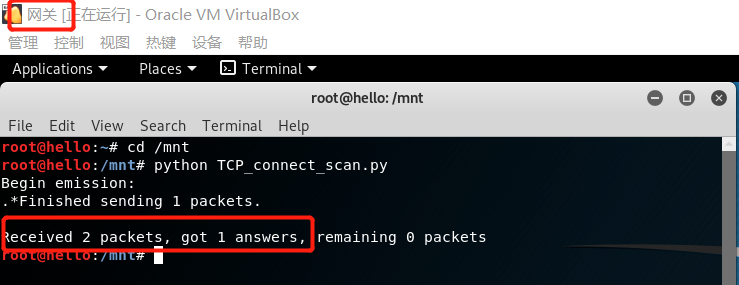 网关 [正在运行] - Oracle VM VirtualBox
管理 控制 视图 热键 设备 帮助
Applications Places Terminal
root@hello: /mnt
File Edit View Search Terminal Help
root@hello:~# cd /mnt
root@hello:/mnt# python TCP_connect_scan.py
Begin emission:
.*Finished sending 1 packets.
Received 2 packets, got 1 answers, remaining 0 packets
root@hello:/mnt#